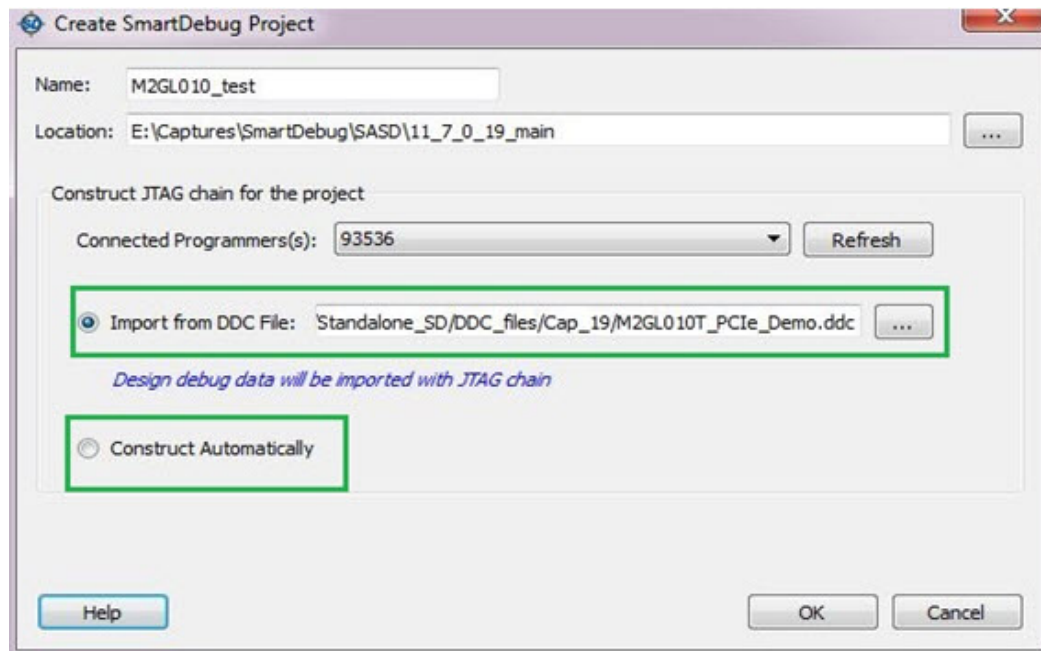 Create SmartDebug Project
Name: M2GL010_test
Location: E:\Captures\SmartDebug\SASD\11_7_0_19_main ...
Construct JTAG chain for the project
Connected Programmers(s): 93536 Refresh
Import from DDC File: 'Standalone_SD/DDC_files/Cap_19/M2GL010T_PCIe_Demo.ddc ...
Design debug data will be imported with JTAG chain
Construct Automatically
Help OK Cancel